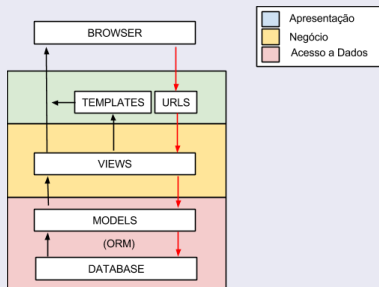 BROWSER
TEMPLATES
URLS
VIEWS
MODELS
(ORM)
DATABASE
Apresentação
Negócio
Acesso a Dados